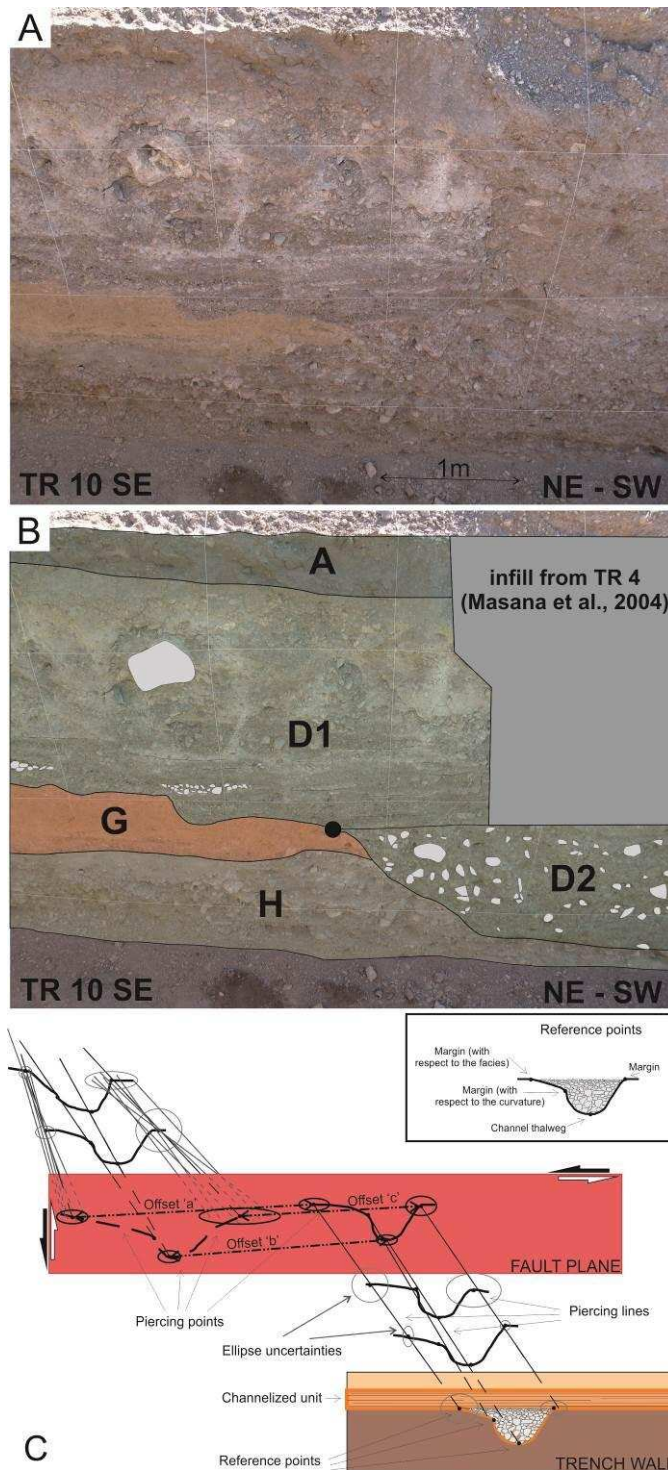 A
1m
TR 10 SE
NE - SW
B
A
infill from TR 4
(Masana et al., 2004)
D1
G
D2
H
TR 10 SE
NE - SW
Reference points
Margin (with
respect to the facies)
Margin
Margin (with
respect to the curvature)
Channel thalweg
Offset 'a'
Offset 'c'
Offset 'b'
FAULT PLANE
Piercing points
Piercing lines
Ellipse uncertainties
Channelized unit
Reference points
C
TRENCH WALL